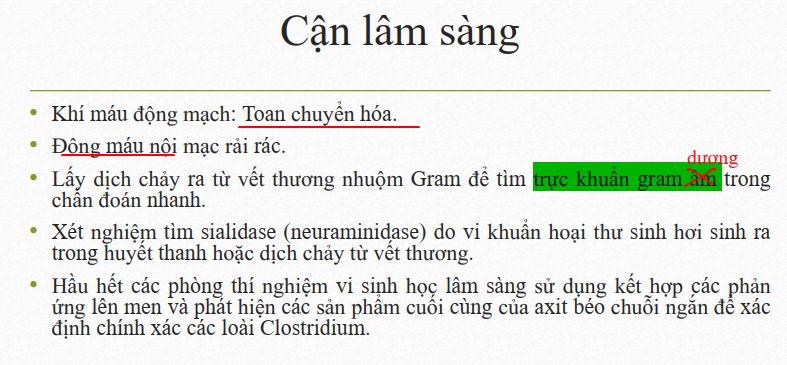 Cận lâm sàng
• Khí máu động mạch: Toan chuyển hóa.
• Đông máu nội mạc rải rác.
dương
• Lấy dịch chảy ra từ vết thương nhuộm Gram để tìm trực khuẩn gram âm trong
chẩn đoán nhanh.
• Xét nghiệm tìm sialidase (neuraminidase) do vi khuẩn hoại thư sinh hơi sinh ra
trong huyết thanh hoặc dịch chảy từ vết thương.
• Hầu hết các phòng thí nghiệm vi sinh học lâm sàng sử dụng kết hợp các phản
ứng lên men và phát hiện các sản phẩm cuối cùng của axit béo chuỗi ngắn để xác
định chính xác các loài Clostridium.